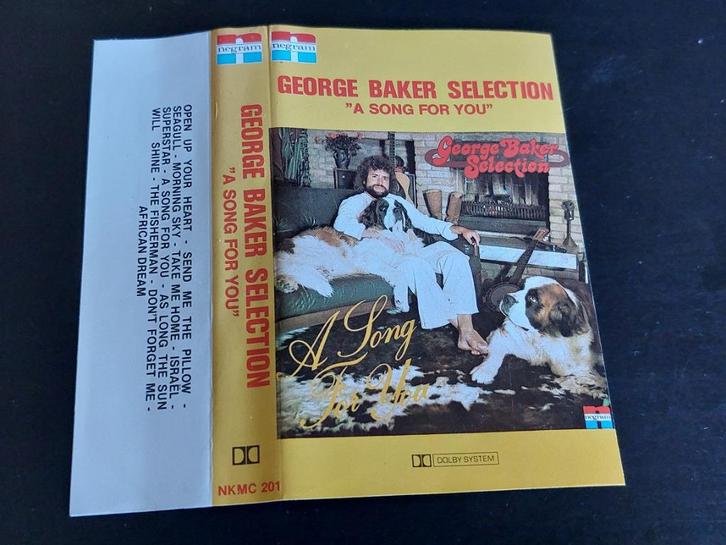 OPEN UP YOUR HEART - SEND ME THE PILLOW -
SEAGULL - MORNING SKY - TAKE ME HOME - ISRAËL -
SUPERSTAR - A SONG FOR YOU - AS LONG THE SUN
WILL SHINE - THE FISHERMAN - DON'T FORGET ME -
AFRICAN DREAM
negram
GEORGE BAKER SELECTION
"A SONG FOR YOU"
NKMC 201
negram
GEORGE BAKER SELECTION
"A SONG FOR YOU"
George Baker
Selection
A Song
For You
negram
DOLBY SYSTEM